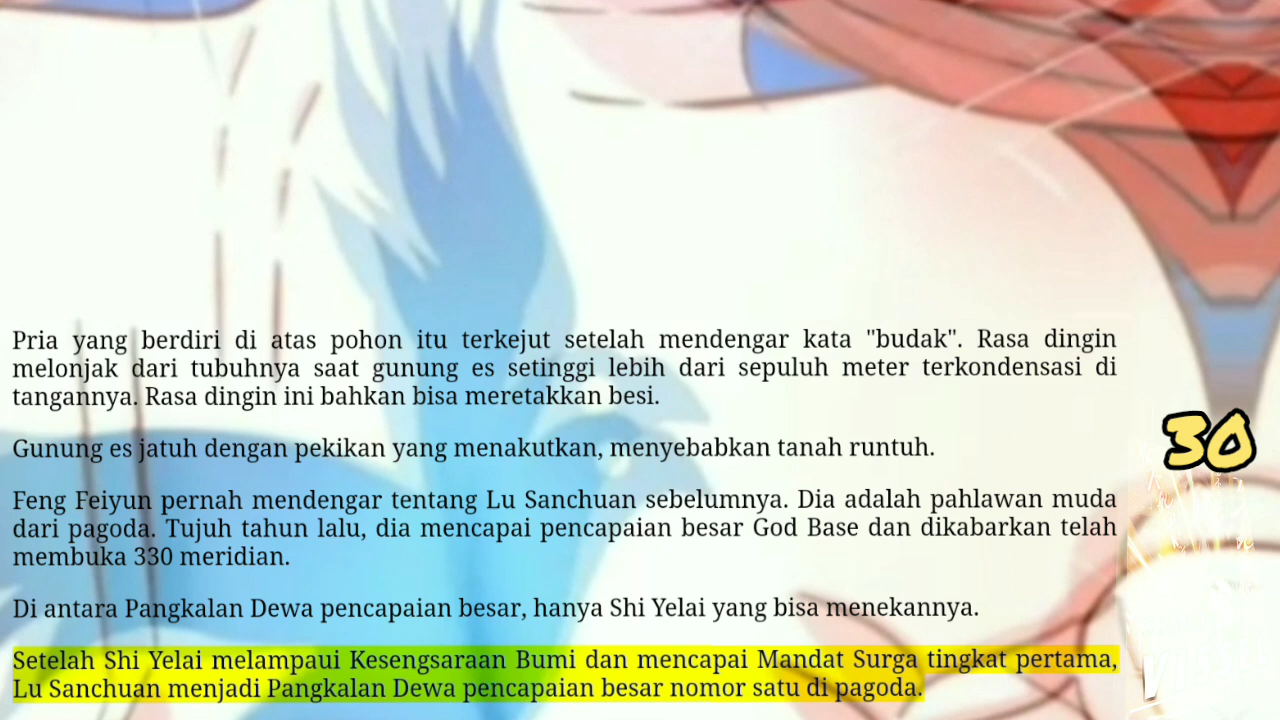 Pria yang berdiri di atas pohon itu terkejut setelah mendengar kata "budak". Rasa dingin
melonjak dari tubuhnya saat gunung es setinggi lebih dari sepuluh meter terkondensasi di
tangannya. Rasa dingin ini bahkan bisa meretakkan besi.
Gunung es jatuh dengan pekikan yang menakutkan, menyebabkan tanah runtuh.
30
Feng Feiyun pernah mendengar tentang Lu Sanchuan sebelumnya. Dia adalah pahlawan muda
dari pagoda. Tujuh tahun lalu, dia mencapai pencapaian besar God Base dan dikabarkan telah
membuka 330 meridian.
Di antara Pangkalan Dewa pencapaian besar, hanya Shi Yelai yang bisa menekannya.
Setelah Shi Yelai melampaui Kesengsaraan Bumi dan mencapai Mandat Surga tingkat pertama,
Lu Sanchuan menjadi Pangkalan Dewa pencapaian besar nomor satu di pagoda.